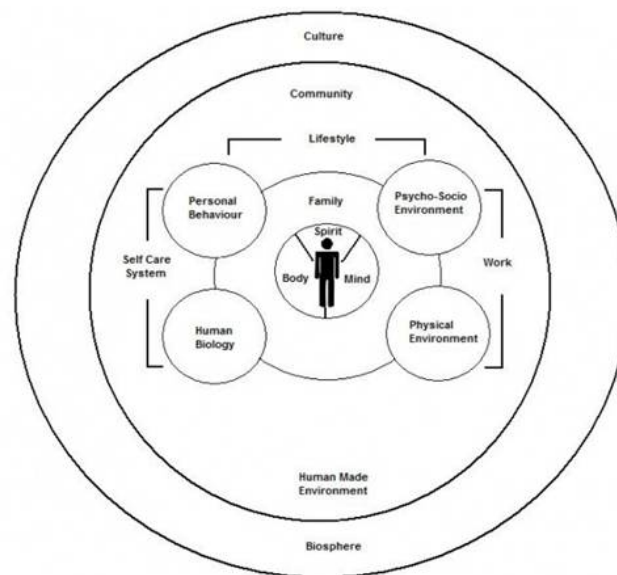 Culture
Community
Lifestyle
Personal
Behaviour
Family
Psycho-Socio
Environment
Spirit
Self Care
System
Body
Mind
Work
Human
Biology
Physical
Environment
Human Made
Environment
Biosphere